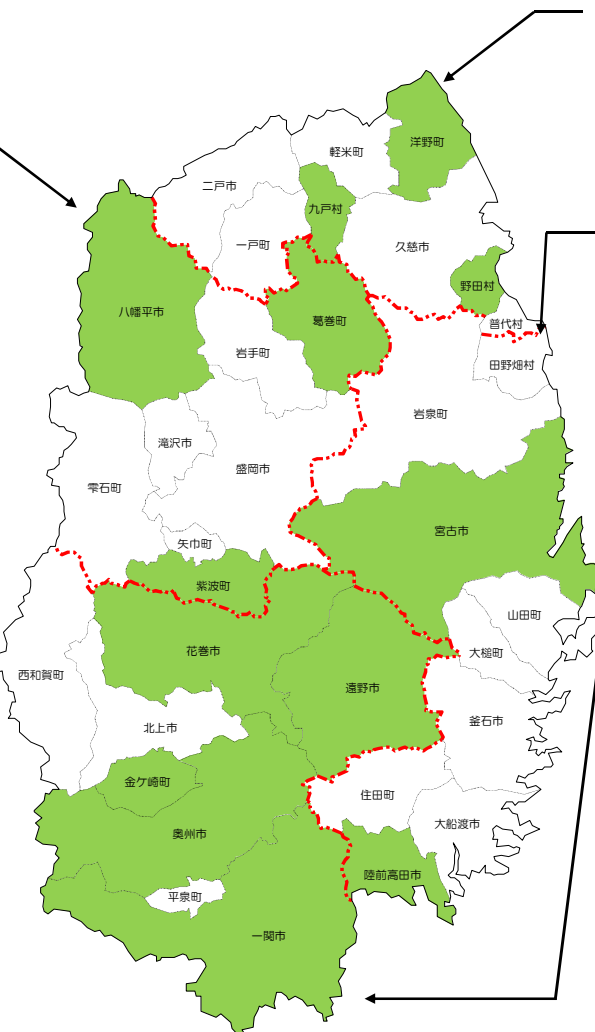 洋野町
軽米町
二戸市
九戸村
一戸町
久慈市
野田村
八幡平市
葛巻町
普代村
岩手町
田野畑村
岩泉町
滝沢市
盛岡市
雫石町
宮古市
矢巾町
紫波町
山田町
花巻市
大槌町
西和賀町
遠野市
釜石市
北上市
金ケ崎町
住田町
大船渡市
奥州市
陸前高田市
平泉町
一関市